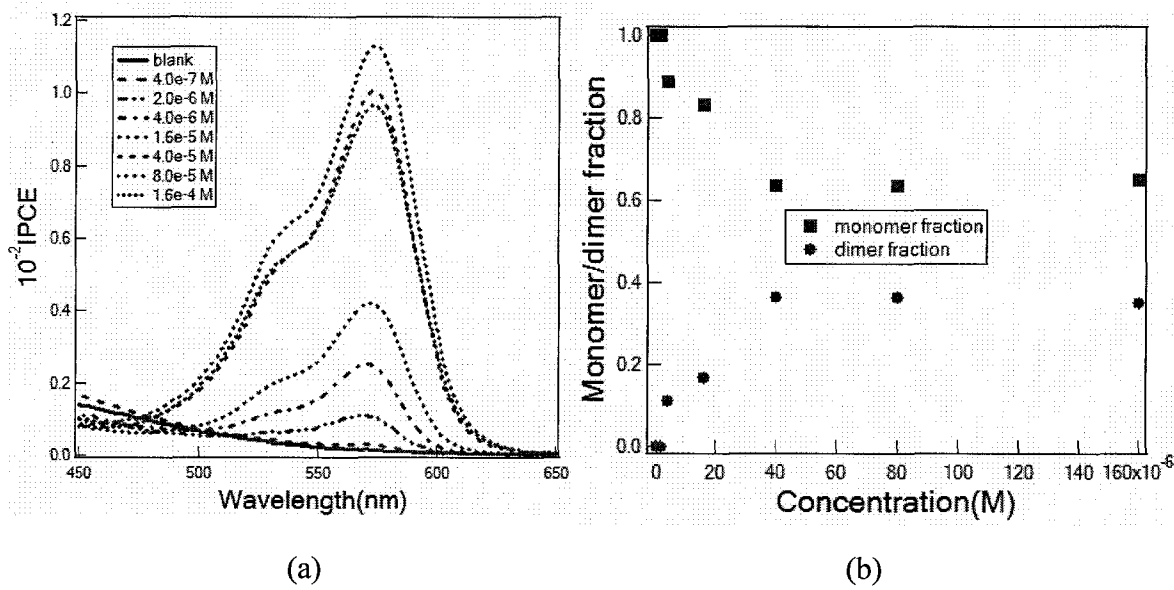 1.2
1.0
0.8
0.6
0.4
0.2
0.0
10⁻²IPCE
blank
4.0e-7 M
2.0e-6 M
4.0e-6 M
1.6e-5 M
4.0e-5 M
8.0e-5 M
1.6e-4 M
450
500
550
600
650
Wavelength(nm)
(a)
1.0
0.8
0.6
0.4
0.2
0.0
Monomer/dimer fraction
monomer fraction
dimer fraction
0
20
40
60
80
100
120
140
160x10⁻⁶
Concentration(M)
(b)